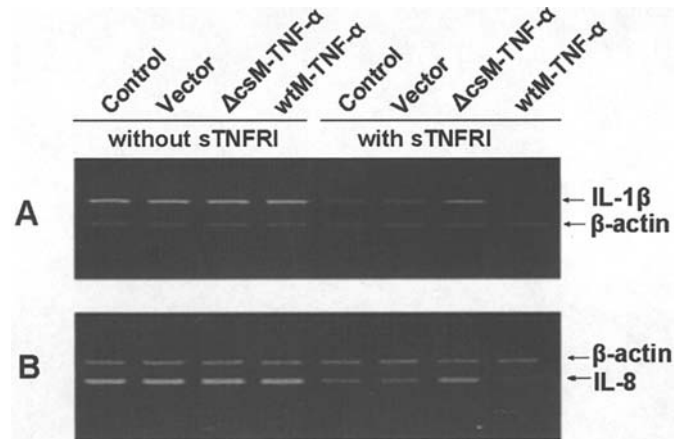 Control Vector ΔcsM-TNF-α wtM-TNF-α Control Vector ΔcsM-TNF-α wtM-TNF-α
without sTNFRI with sTNFRI
A
IL-1β
β-actin
B
β-actin
IL-8